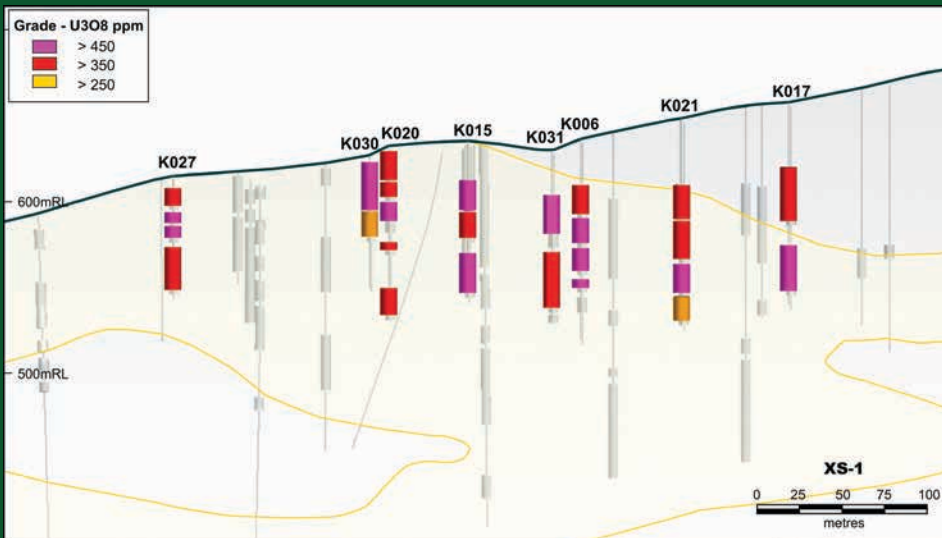 Grade - U3O8 ppm
> 450
> 350
> 250
K027
K030
K020
K015
K031
K006
K021
K017
600mRL
500mRL
XS-1
0 25 50 75 100
metres